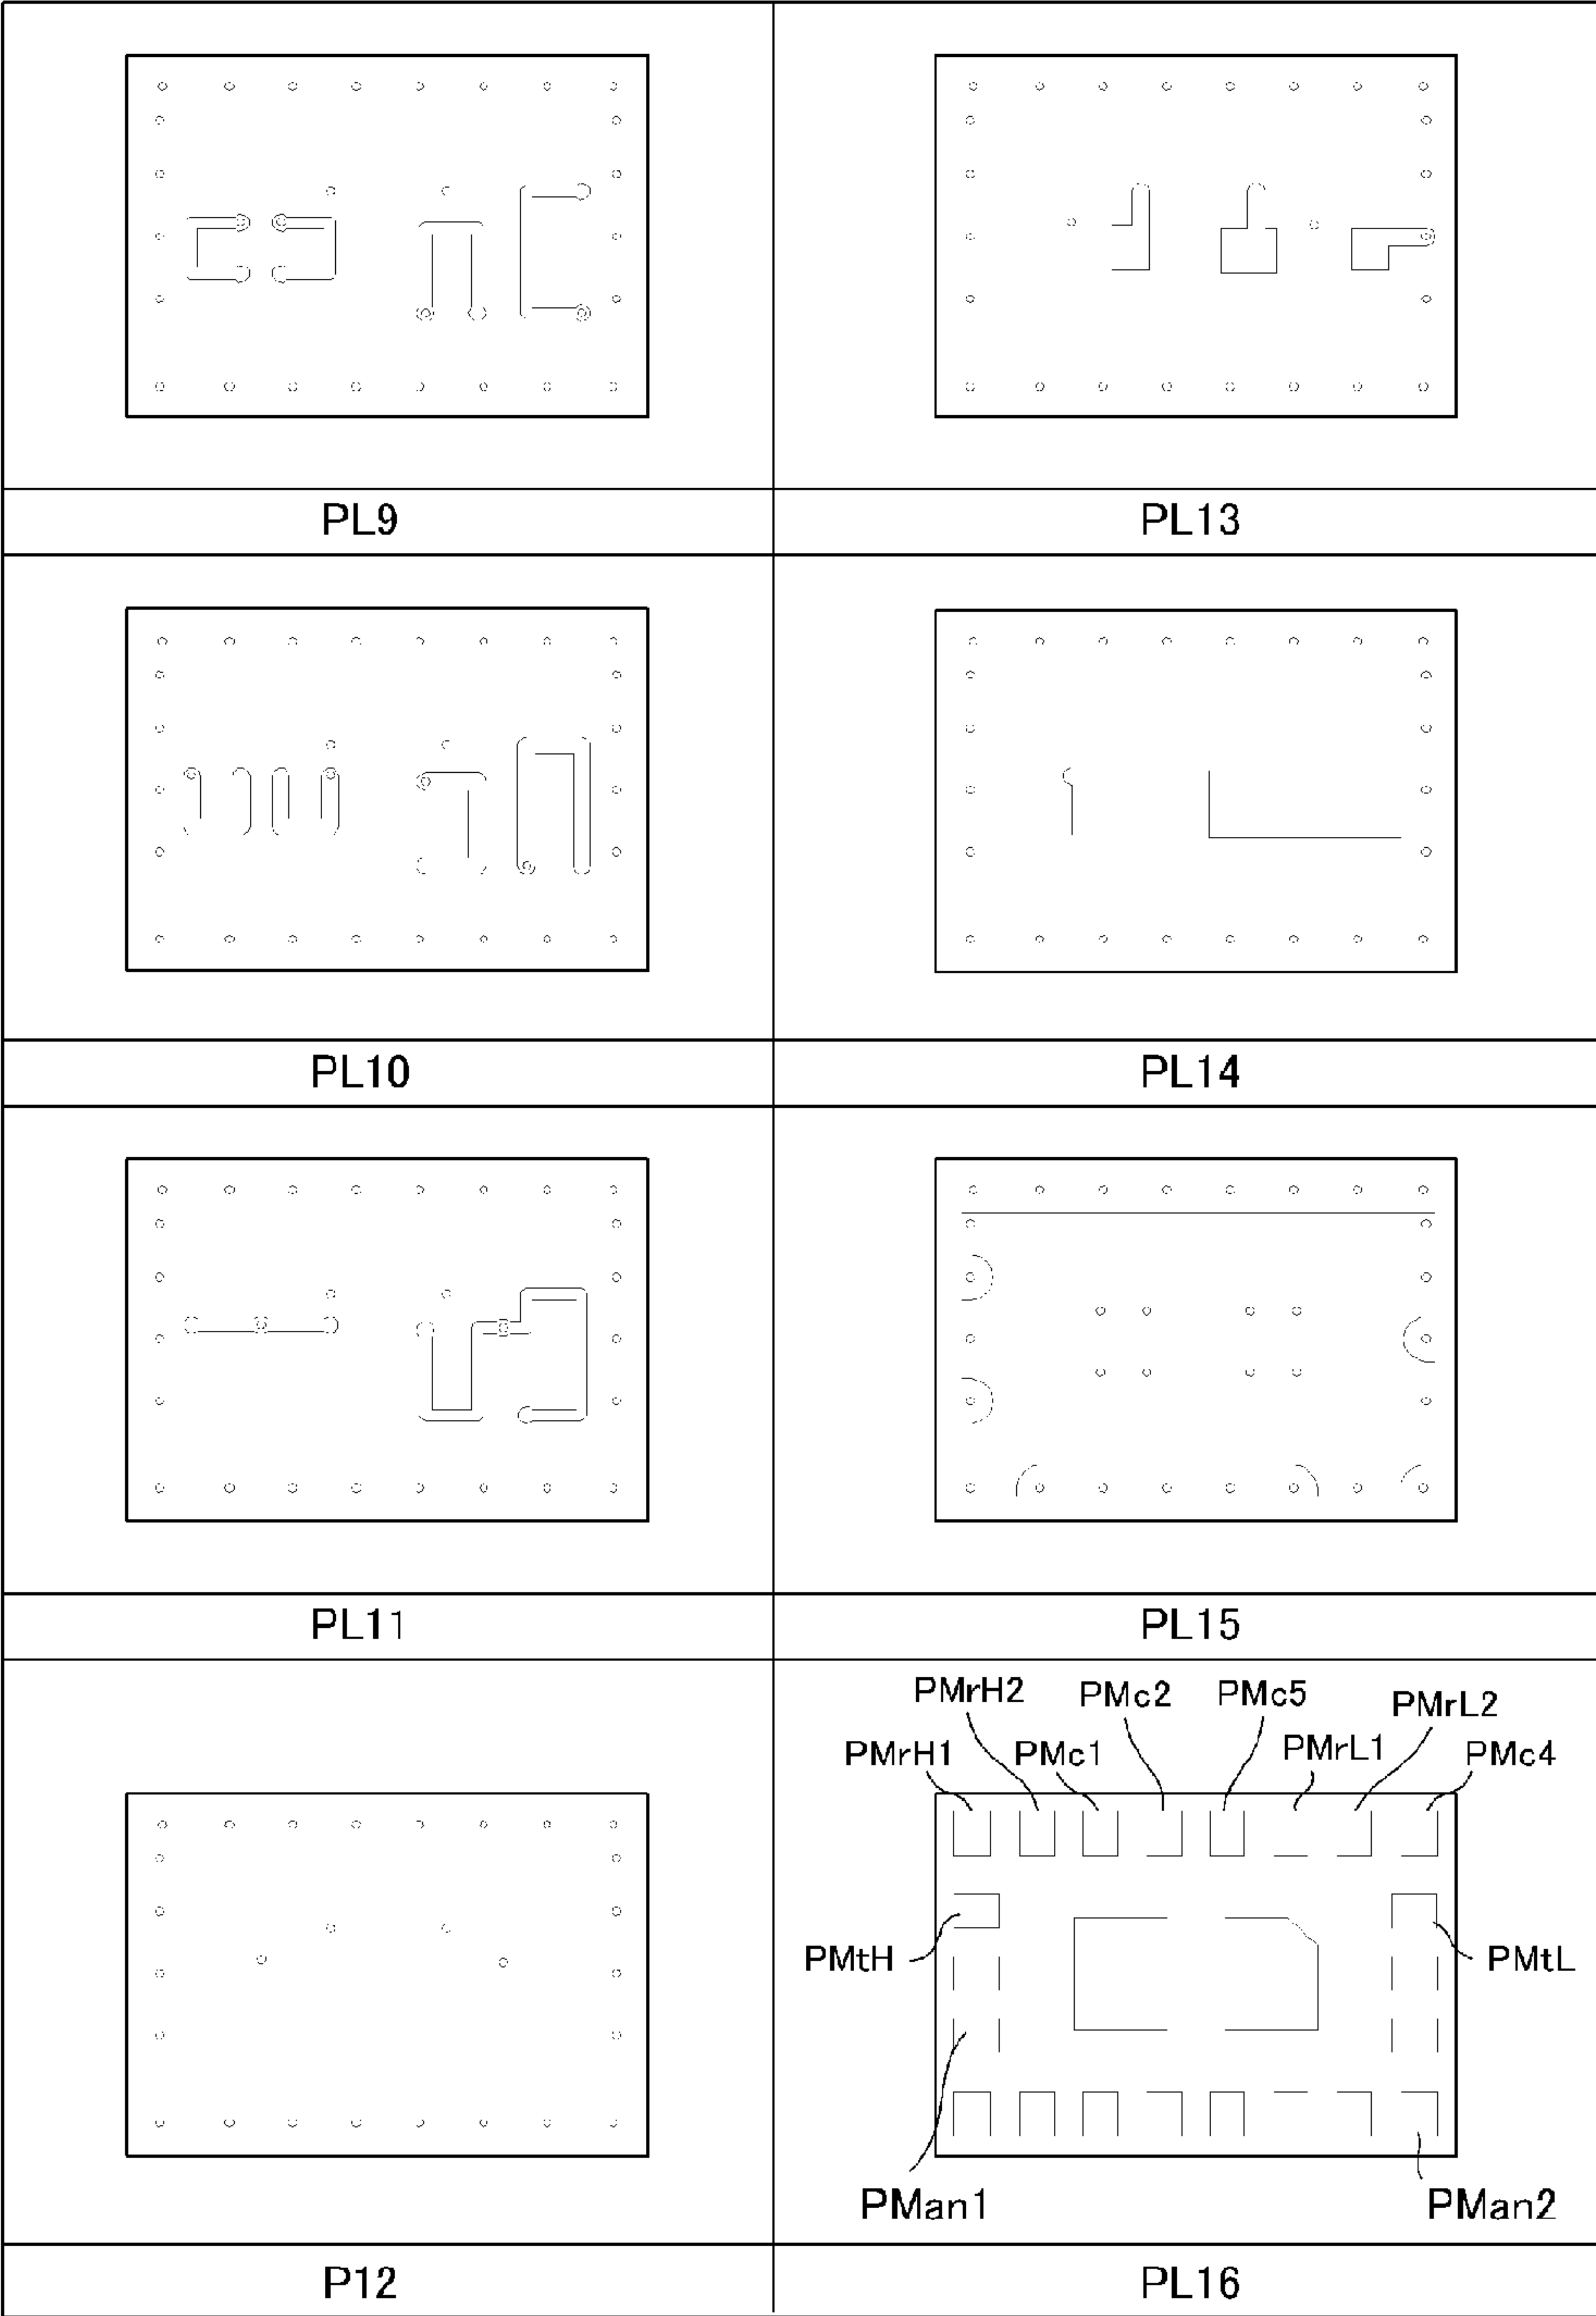 PL9 PL13
PL10 PL14
PL11 PL15
PMrH2 PMc2 PMc5 PMrL2
PMrH1 PMc1 PMrL1 PMc4
PMtH PMtL
PMan1 PMan2
P12 PL16